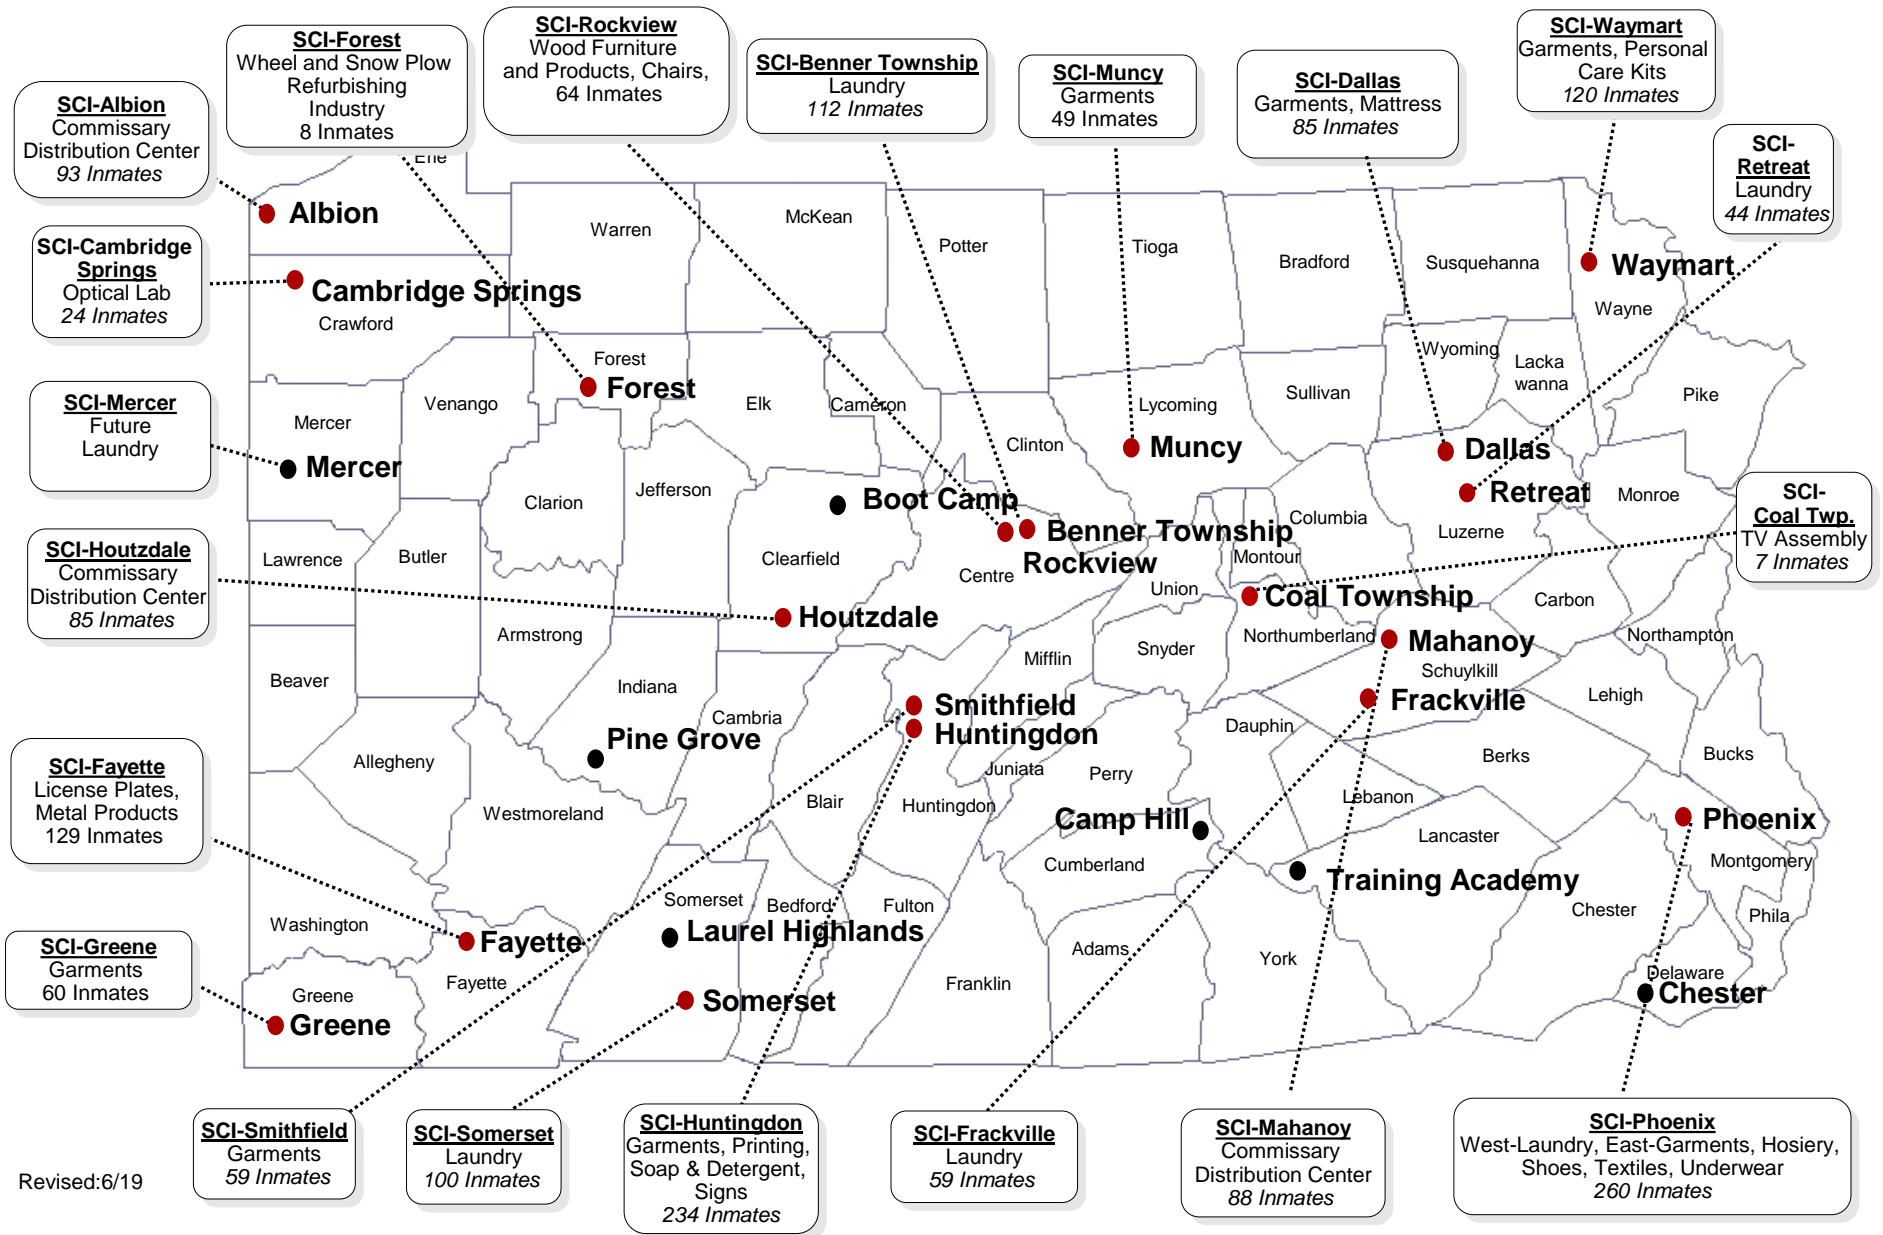 SCI-Forest
Wheel and Snow Plow
Refurbishing
Industry
8 Inmates
SCI-Rockview
Wood Furniture
and Products, Chairs,
64 Inmates
SCI-Benner Township
Laundry
112 Inmates
SCI-Muncy
Garments
49 Inmates
SCI-Dallas
Garments, Mattress
85 Inmates
SCI-Waymart
Garments, Personal
Care Kits
120 Inmates
SCI-Albion
Commissary
Distribution Center
93 Inmates
SCI-
Retreat
Laundry
44 Inmates
SCI-Cambridge
Springs
Optical Lab
24 Inmates
SCI-Mercer
Future
Laundry
SCI-
Coal Twp.
TV Assembly
7 Inmates
SCI-Houtzdale
Commissary
Distribution Center
85 Inmates
SCI-Fayette
License Plates,
Metal Products
129 Inmates
SCI-Greene
Garments
60 Inmates
Erie
Albion
Warren
McKean
Potter
Tioga
Bradford
Susquehanna
Waymart
Wayne
Cambridge Springs
Crawford
Forest
Forest
Elk
Cameron
Clinton
Lycoming
Muncy
Sullivan
Wyoming
Lacka
wanna
Pike
Mercer
Mercer
Venango
Clarion
Jefferson
Boot Camp
Clearfield
Benner Township
Rockview
Centre
Dallas
Retreat
Luzerne
Columbia
Montour
Monroe
Lawrence
Butler
Armstrong
Houtzdale
Union
Coal Township
Northumberland
Carbon
Mahanoy
Schuylkill
Northampton
Beaver
Indiana
Cambria
Pine Grove
Mifflin
Snyder
Smithfield
Huntingdon
Juniata
Frackville
Lehigh
Allegheny
Westmoreland
Blair
Huntingdon
Perry
Dauphin
Berks
Bucks
Camp Hill
Lebanon
Lancaster
Phoenix
Montgomery
Cumberland
Training Academy
Chester
Phila
Washington
Somerset
Laurel Highlands
Bedford
Fulton
Fayette
Fayette
Adams
York
Delaware
Chester
Franklin
Greene
Greene
Somerset
SCI-Smithfield
Garments
59 Inmates
SCI-Somerset
Laundry
100 Inmates
SCI-Huntingdon
Garments, Printing,
Soap & Detergent,
Signs
234 Inmates
SCI-Frackville
Laundry
59 Inmates
SCI-Mahanoy
Commissary
Distribution Center
88 Inmates
SCI-Phoenix
West-Laundry, East-Garments, Hosiery,
Shoes, Textiles, Underwear
260 Inmates
Revised:6/19